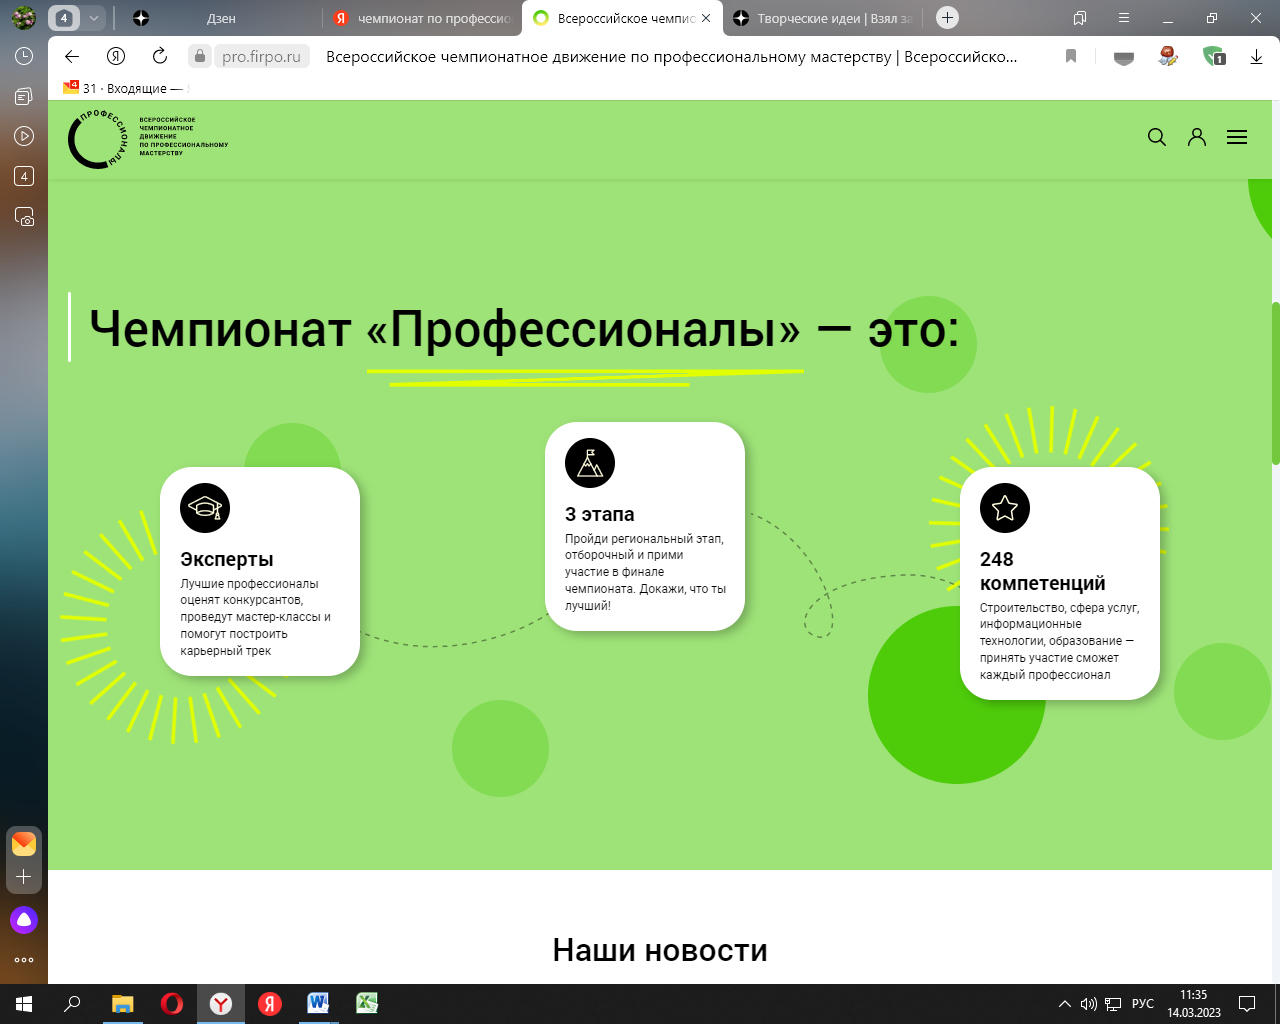 4
Дзен
чемпионат по профессио
Всероссийское чемпио
Творческие идеи | Взял за
pro.firpo.ru
Всероссийское чемпионатное движение по профессиональному мастерству | Всероссийско...
1
4
31 · Входящие —
4
ПРОФЕССИОНАЛЫ
ВСЕРОССИЙСКОЕ
ЧЕМПИОНАТНОЕ
ДВИЖЕНИЕ
ПО ПРОФЕССИОНАЛЬНОМУ
МАСТЕРСТВУ
Чемпионат «Профессионалы» — это:
Эксперты
Лучшие профессионалы
оценят конкурсантов,
проведут мастер-классы и
помогут построить
карьерный трек
3 этапа
Пройди региональный этап,
отборочный и прими
участие в финале
чемпионата. Докажи, что ты
лучший!
248
компетенций
Строительство, сфера услуг,
информационные
технологии, образование —
принять участие сможет
каждый профессионал
Наши новости
РУС
11:35
14.03.2023